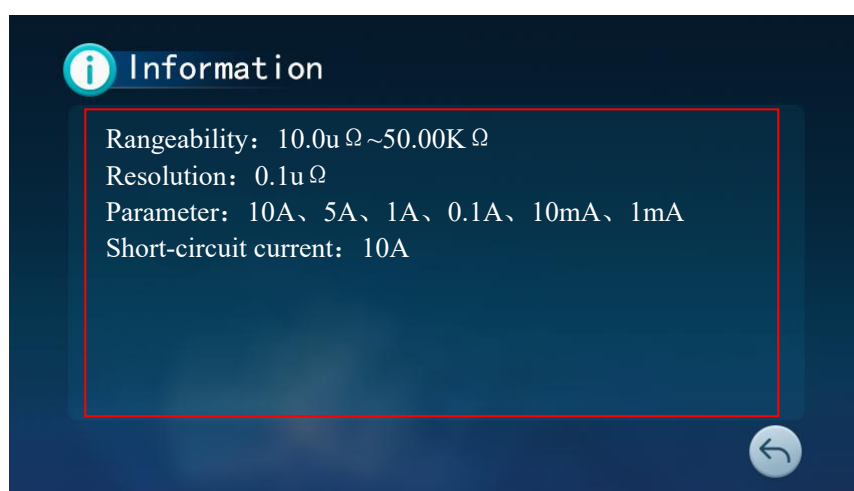 Information
Rangeability：10.0uΩ~50.00KΩ
Resolution：0.1uΩ
Parameter：10A、5A、1A、0.1A、10mA、1mA
Short-circuit current：10A